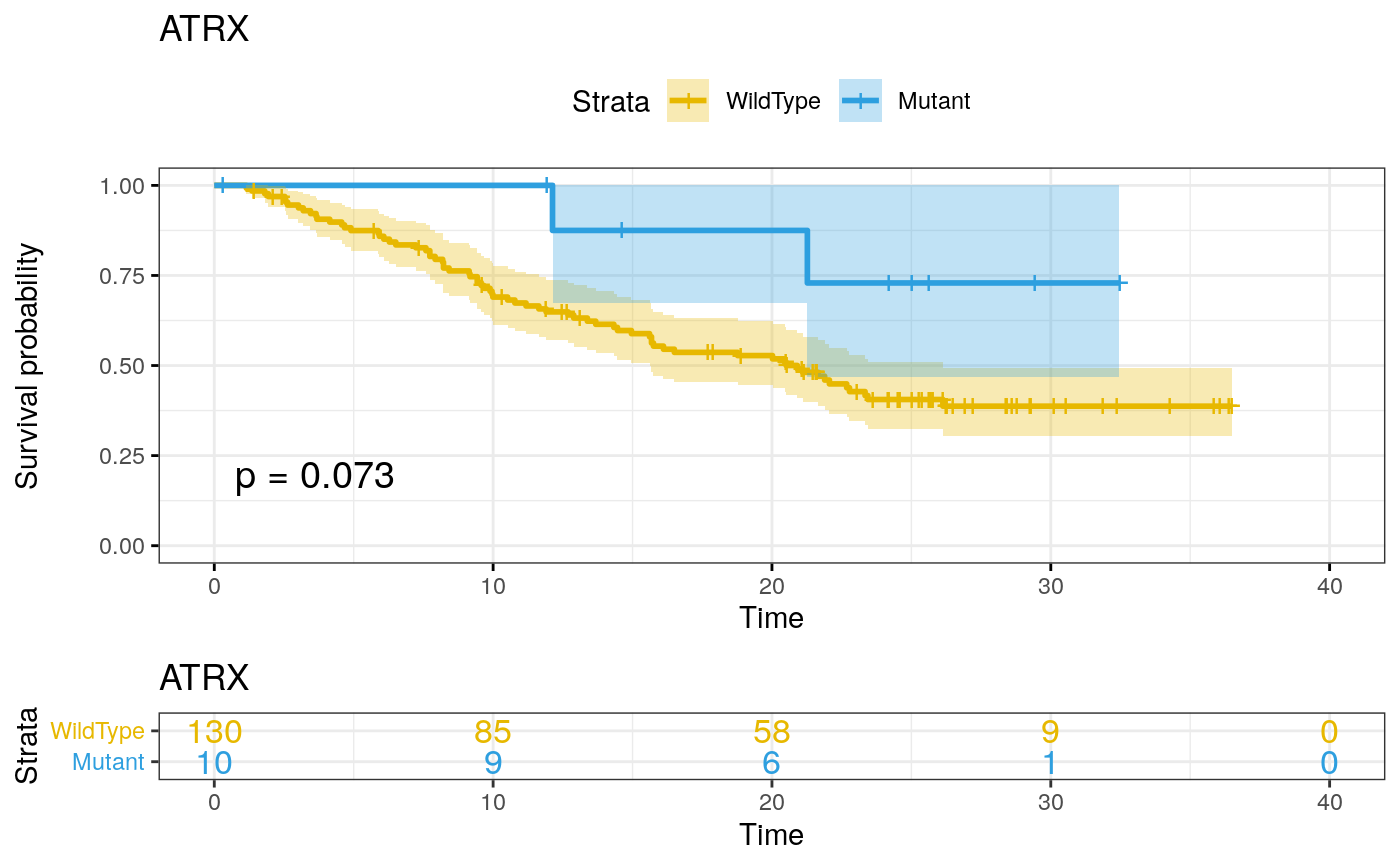 ATRX
Strata WildType Mutant
Survival probability
1.00
0.75
0.50
0.25
0.00
p = 0.073
0 10 20 30 40
Time
ATRX
Strata
WildType 130 85 58 9 0
Mutant 10 9 6 1 0
0 10 20 30 40
Time